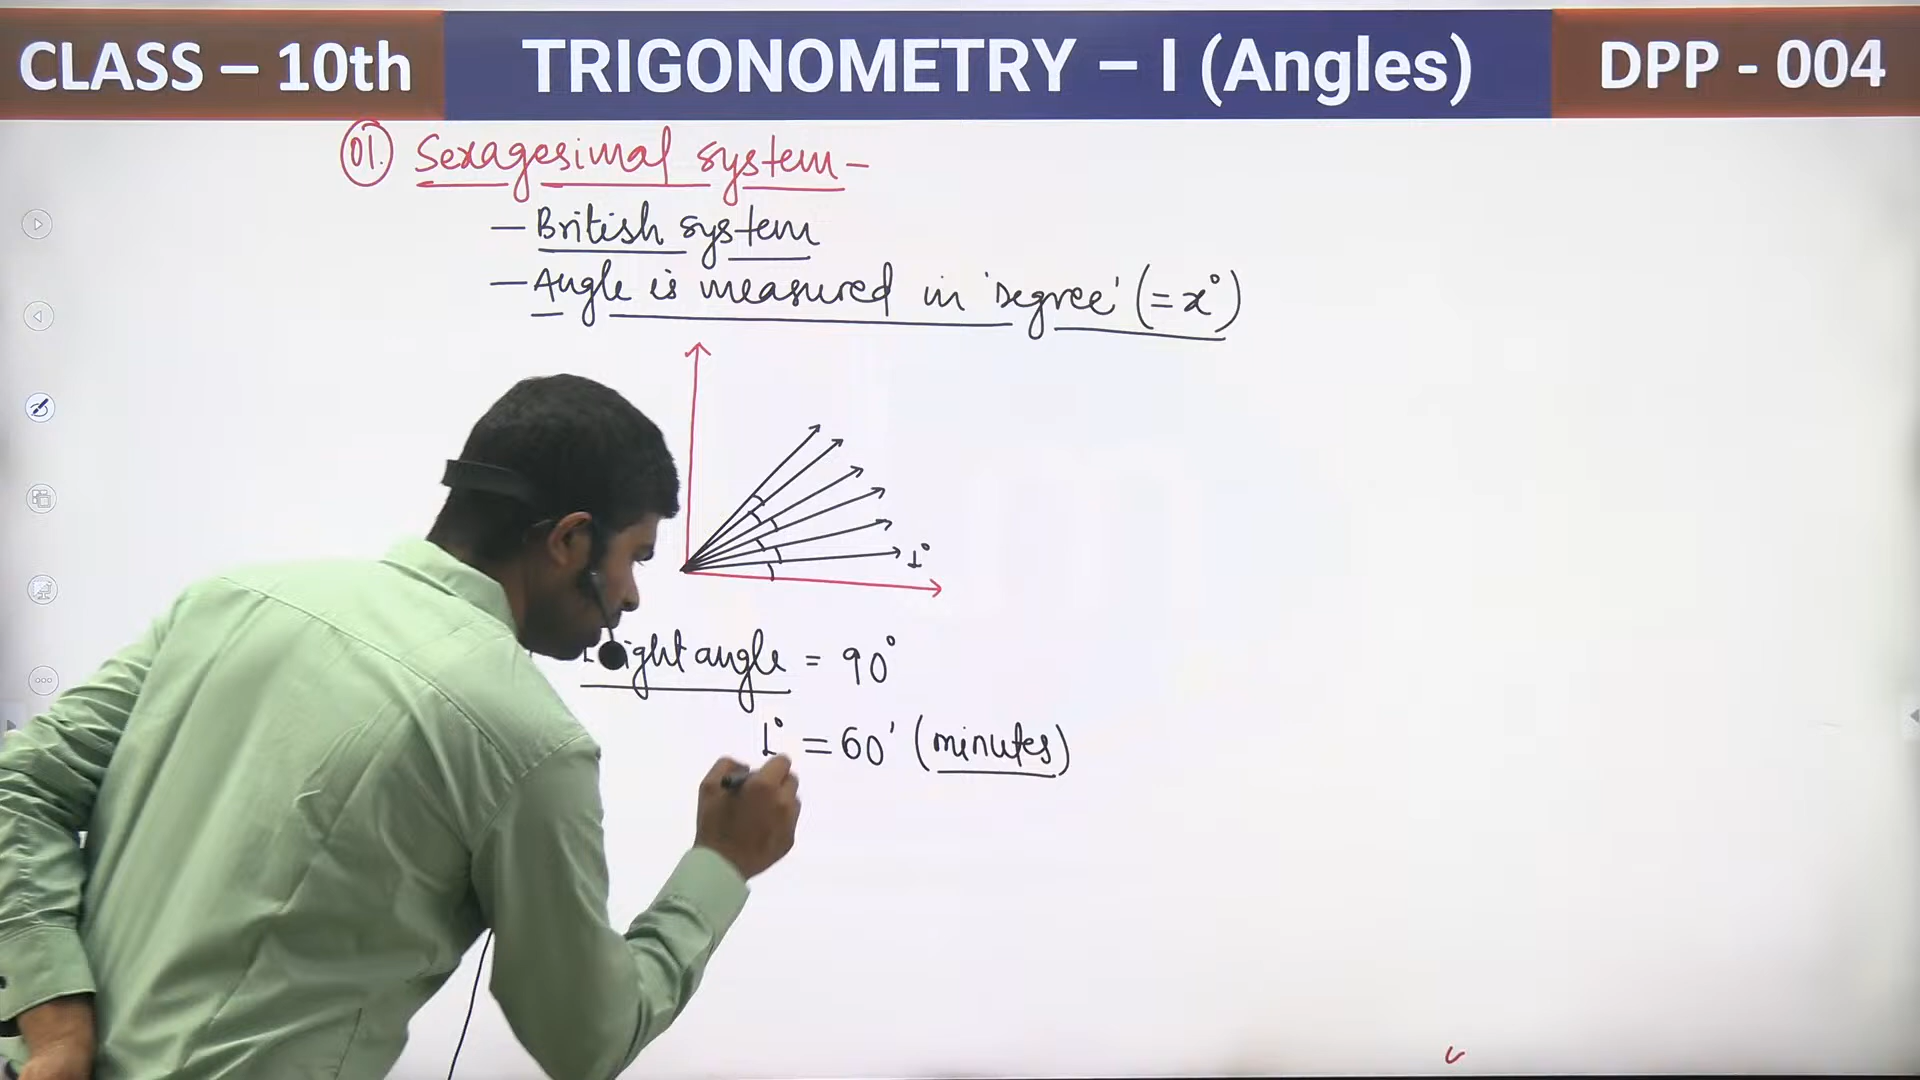 CLASS – 10th
TRIGONOMETRY – I (Angles)
DPP - 004
01. Sexagesimal system –
– British system
– Angle is measured in 'Degree' (= x°)
1°
angle = 90°
1° = 60' (minutes)